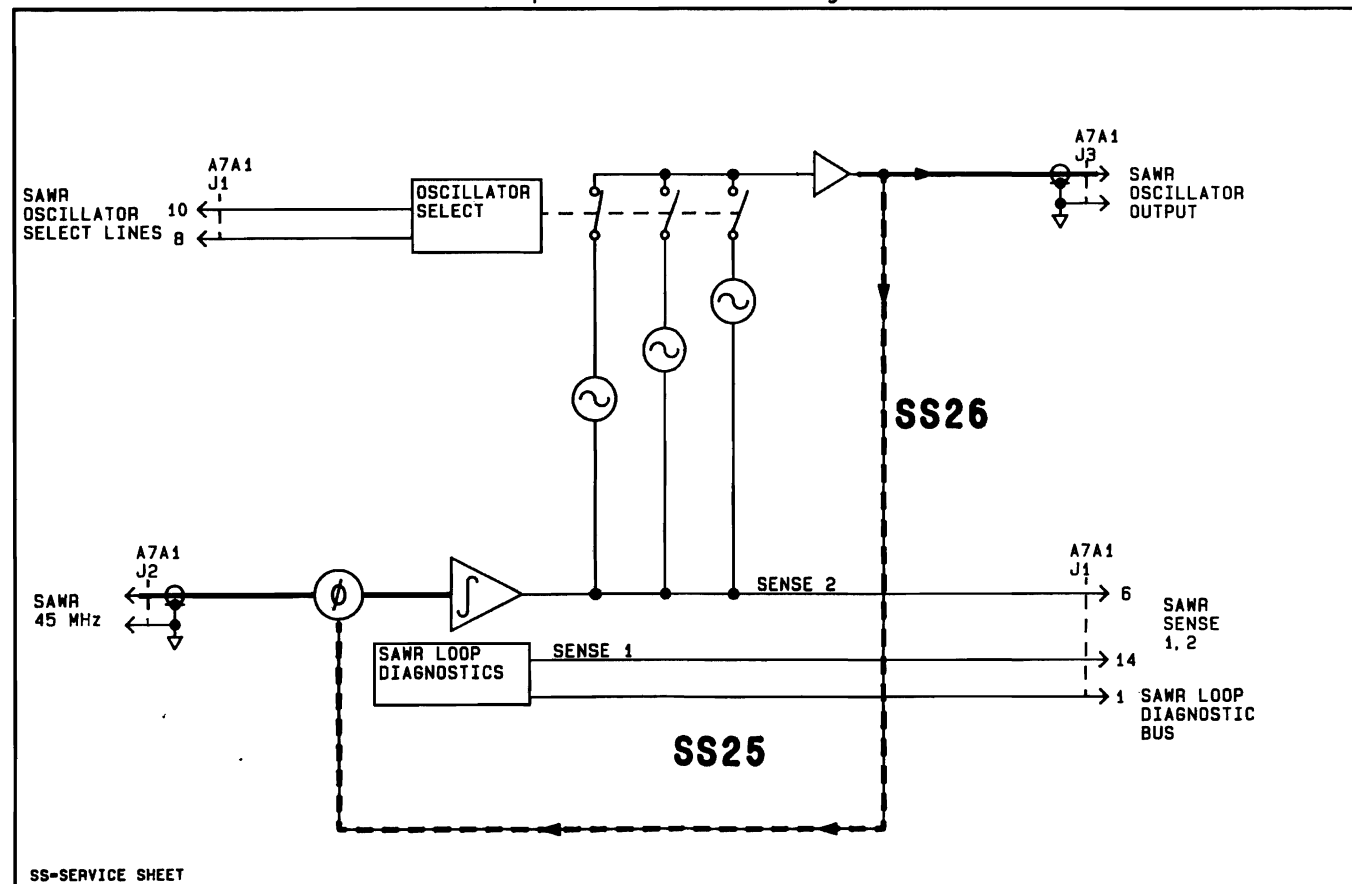 A7A1
J1
SAWR
OSCILLATOR
SELECT LINES
10
8
OSCILLATOR
SELECT
A7A1
J3
SAWR
OSCILLATOR
OUTPUT
SS26
A7A1
J2
SAWR
45 MHz
ϕ
∫
SENSE 2
A7A1
J1
6
SAWR
SENSE
1, 2
SAWR LOOP
DIAGNOSTICS
SENSE 1
14
1
SAWR LOOP
DIAGNOSTIC
BUS
SS25
SS=SERVICE SHEET